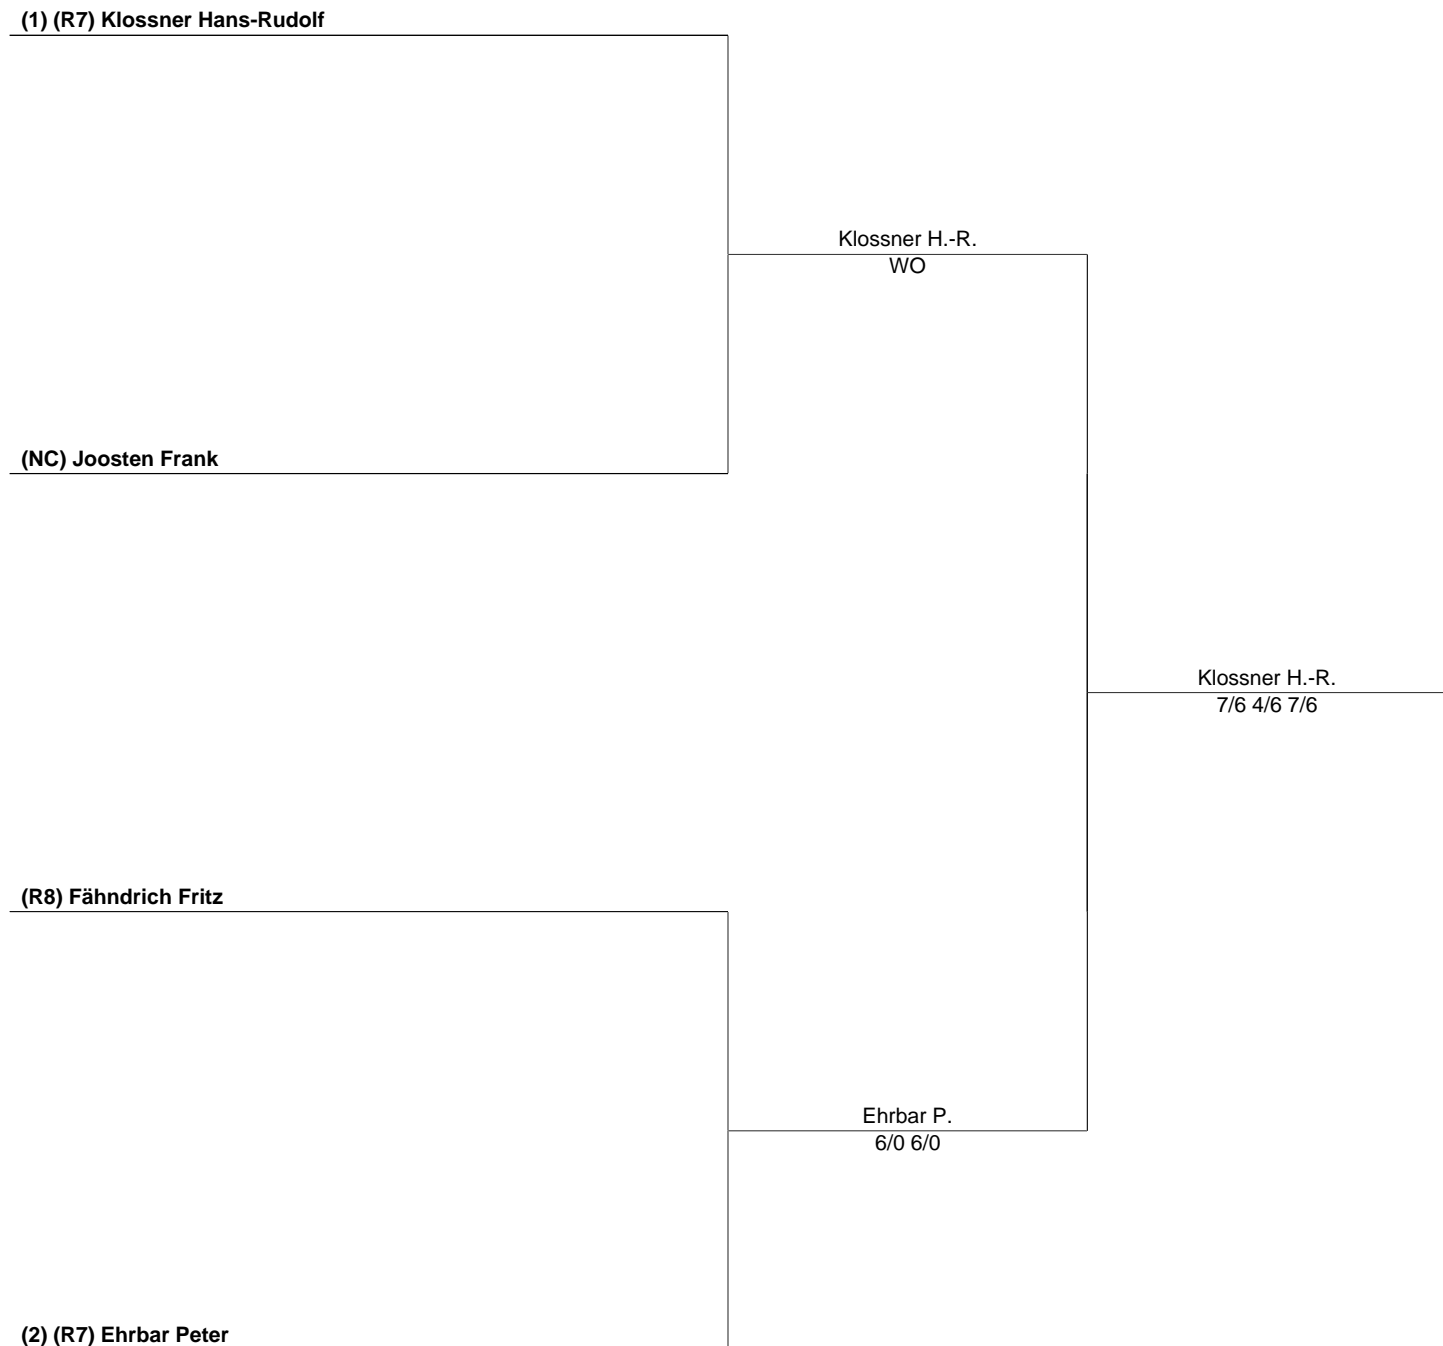 (1) (R7) Klossner Hans-Rudolf
Klossner H.-R.
WO
(NC) Joosten Frank
Klossner H.-R.
7/6 4/6 7/6
(R8) Fähndrich Fritz
Ehrbar P.
6/0 6/0
(2) (R7) Ehrbar Peter